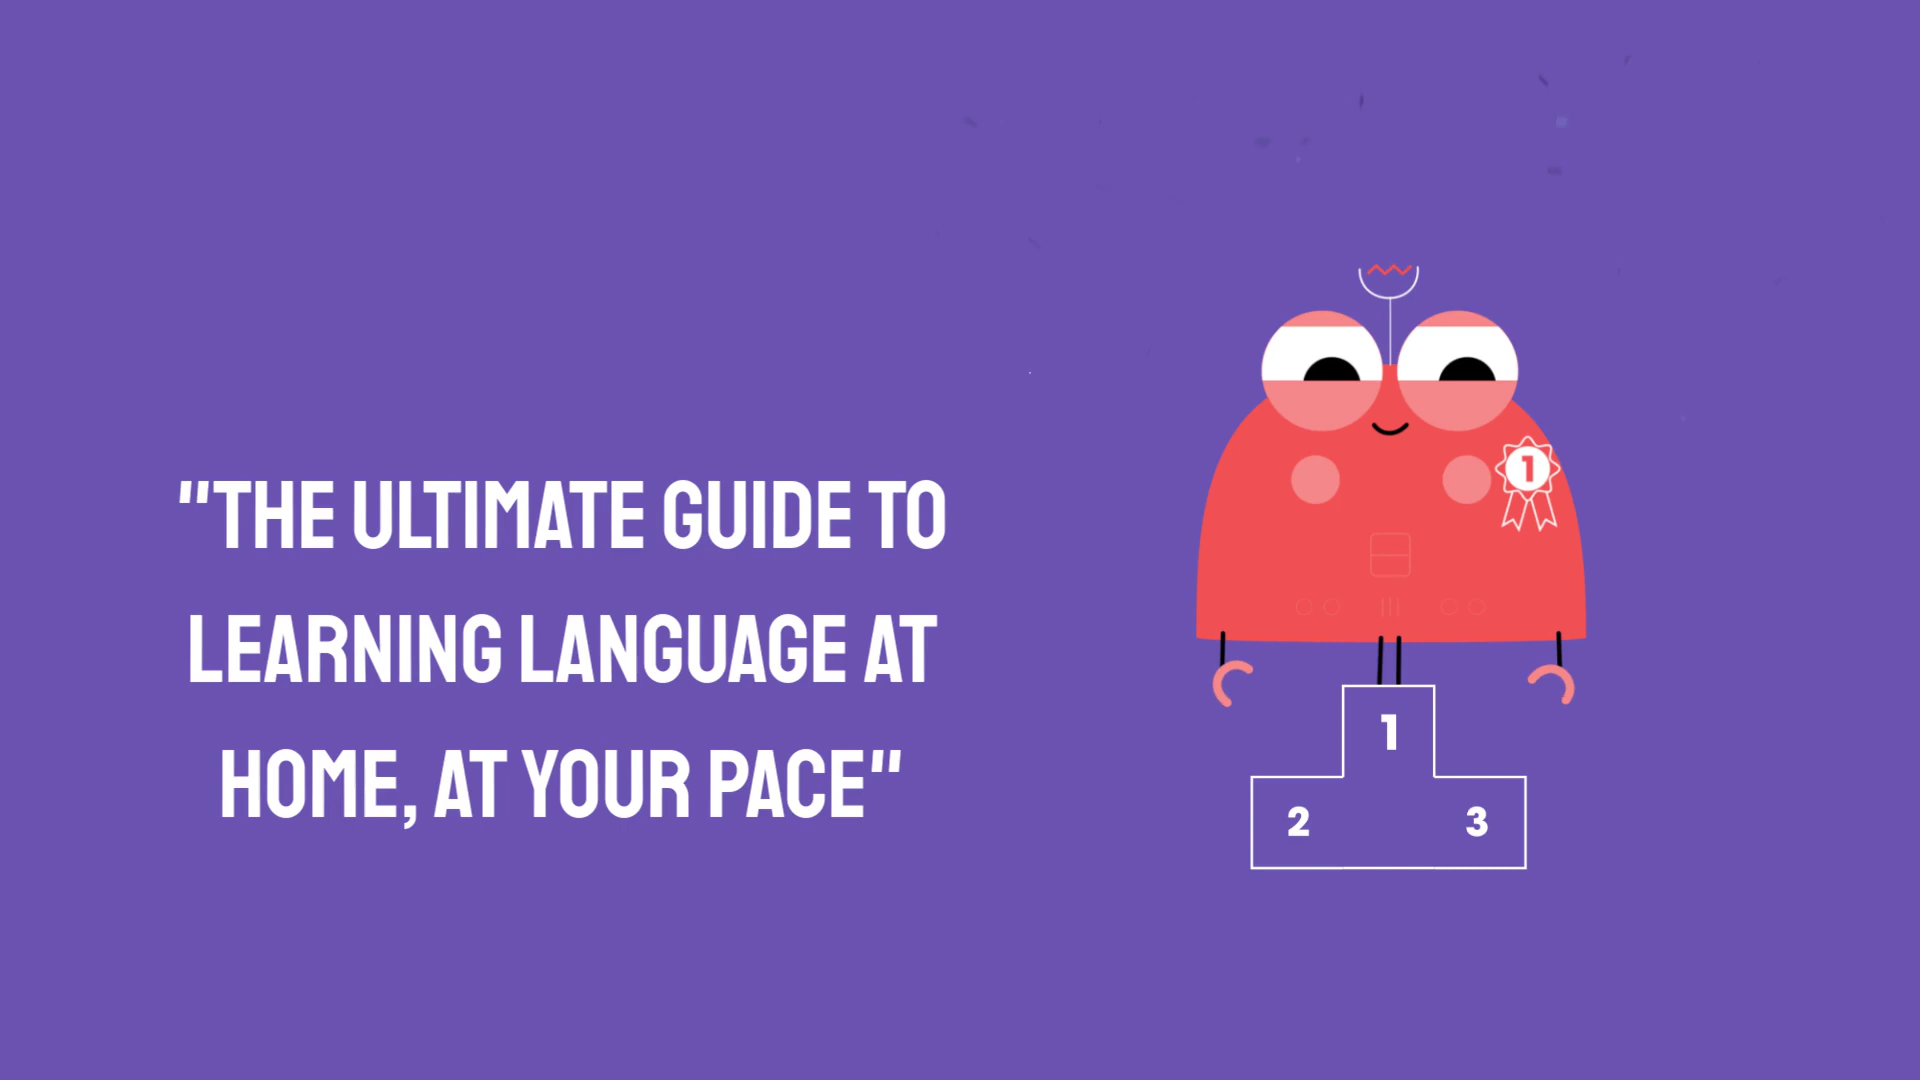 "THE ULTIMATE GUIDE TO
LEARNING LANGUAGE AT
HOME, AT YOUR PACE"
1
1
2 3